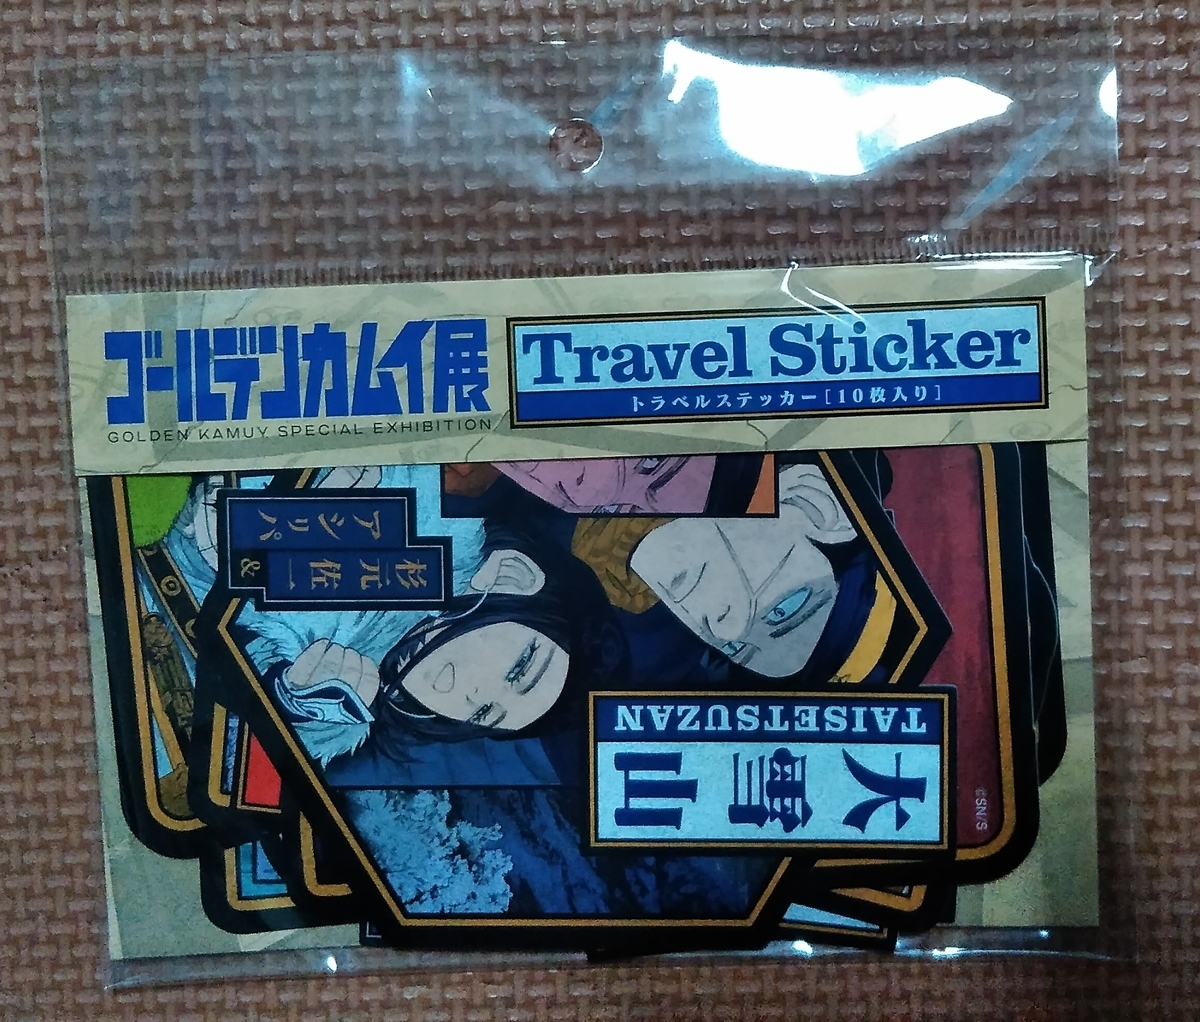 ゴールデンカムイ展
GOLDEN KAMUY SPECIAL EXHIBITION
Travel Sticker
トラベルステッカー[10枚入り]
杉元佐一 &
アシリパ
大雪山
TAISETSUZAN
©SN/S